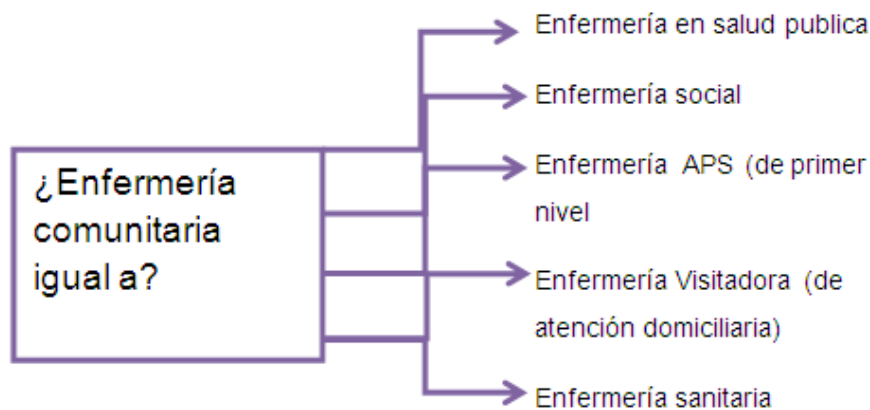 ¿Enfermería
comunitaria
igual a?
Enfermería en salud publica
Enfermería social
Enfermería APS (de primer
nivel
Enfermería Visitadora (de
atención domiciliaria)
Enfermería sanitaria